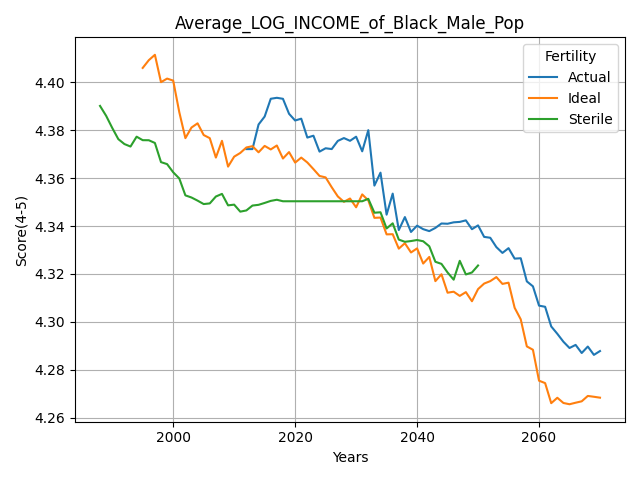 Average_LOG_INCOME_of_Black_Male_Pop
Fertility
Actual
Ideal
Sterile
Score(4-5)
4.40
4.38
4.36
4.34
4.32
4.30
4.28
4.26
2000
2020
2040
2060
Years